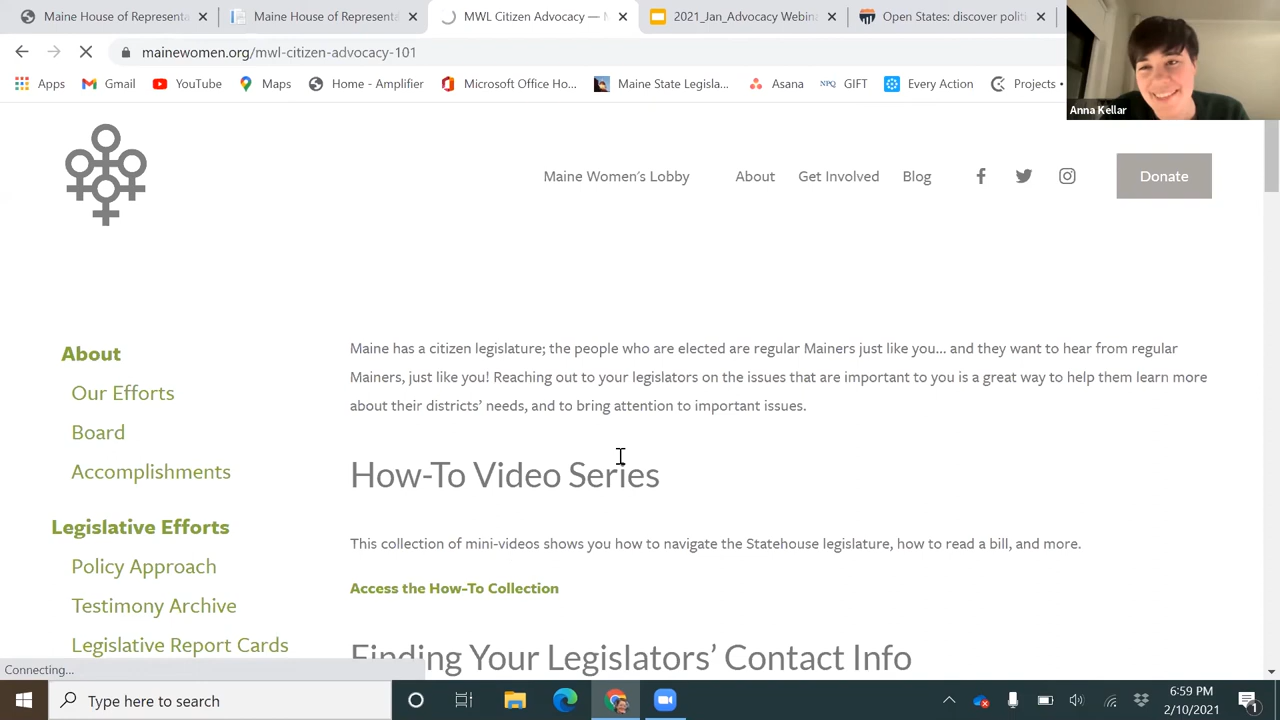 Maine House of Representa
Maine House of Representat
MWL Citizen Advocacy — M
2021_Jan_Advocacy Webina
Open States: discover politi
mainewomen.org/mwl-citizen-advocacy-101
Apps
Gmail
YouTube
Maps
Home - Amplifier
Microsoft Office Ho...
Maine State Legisla...
Asana
NPQ GIFT
Every Action
Projects •
Anna Kellar
Maine Women's Lobby
About
Get Involved
Blog
Donate
About
Our Efforts
Board
Accomplishments
Legislative Efforts
Policy Approach
Testimony Archive
Legislative Report Cards
Maine has a citizen legislature; the people who are elected are regular Mainers just like you... and they want to hear from regular
Mainers, just like you! Reaching out to your legislators on the issues that are important to you is a great way to help them learn more
about their districts' needs, and to bring attention to important issues.
How-To Video Series
This collection of mini-videos shows you how to navigate the Statehouse legislature, how to read a bill, and more.
Access the How-To Collection
Finding Your Legislators' Contact Info
Connecting...
Type here to search
6:59 PM
2/10/2021
1